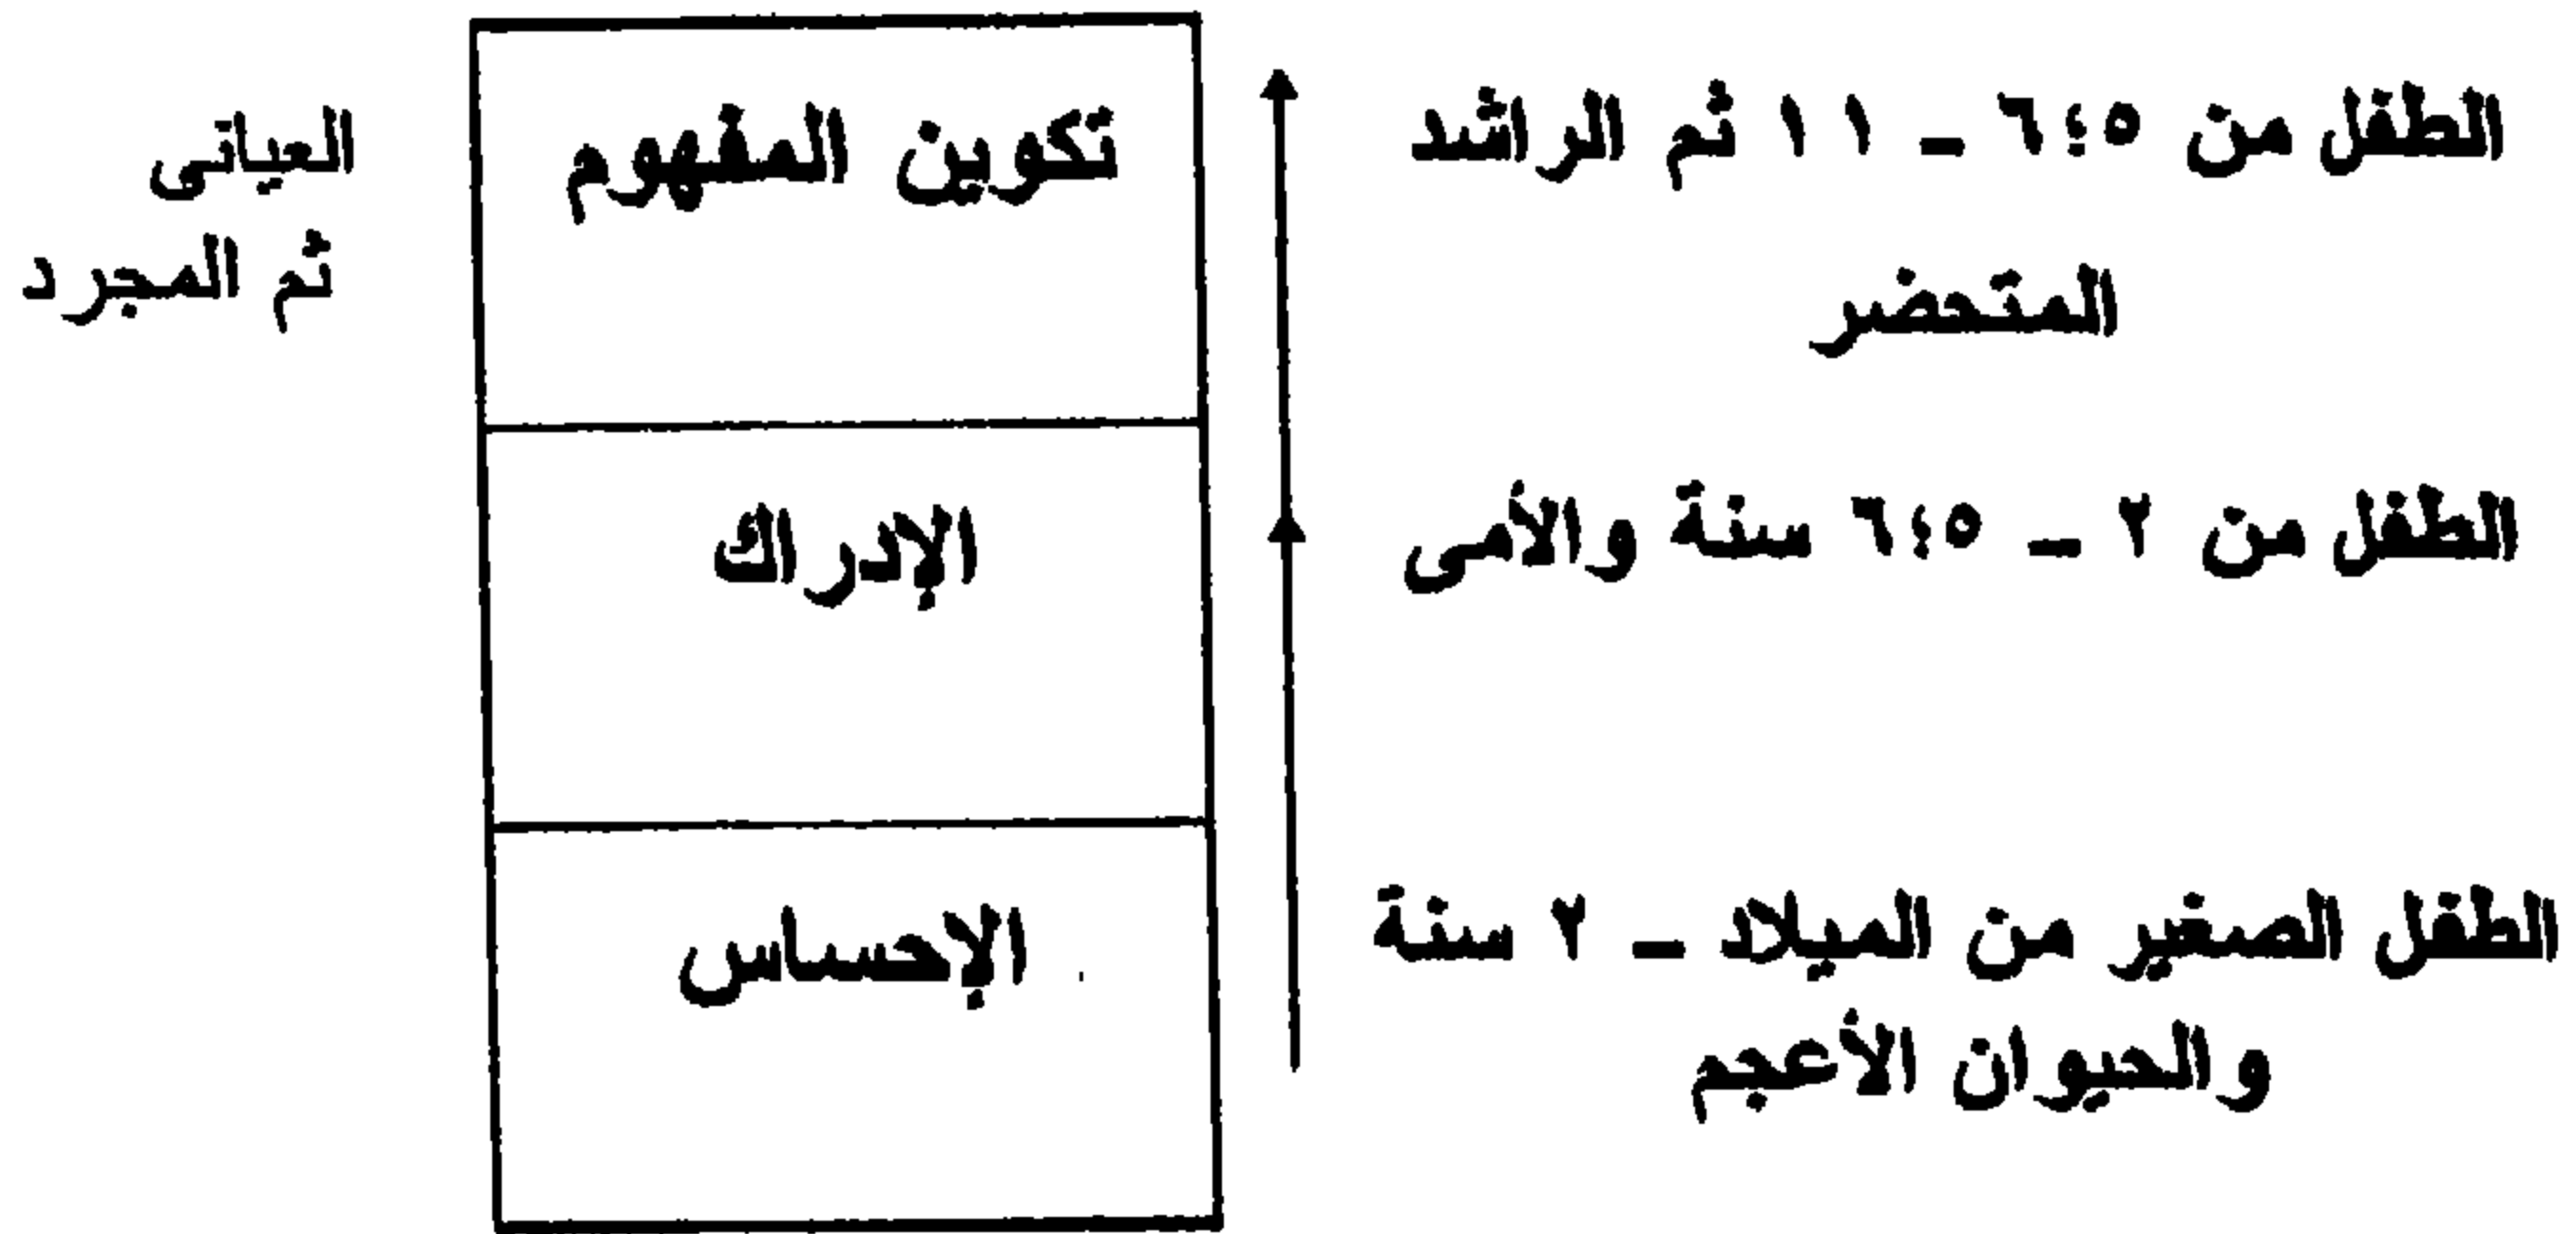 الطفل من ٦؛٥ - ١١ ثم الراشد
المتحضر
تكوين المفهوم
العيانى
ثم المجرد
الطفل من ٢ - ٦؛٥ سنة والأمى
الإدراك
الطفل الصغير من الميلاد - ٢ سنة
والحيوان الأعجم
الإحساس